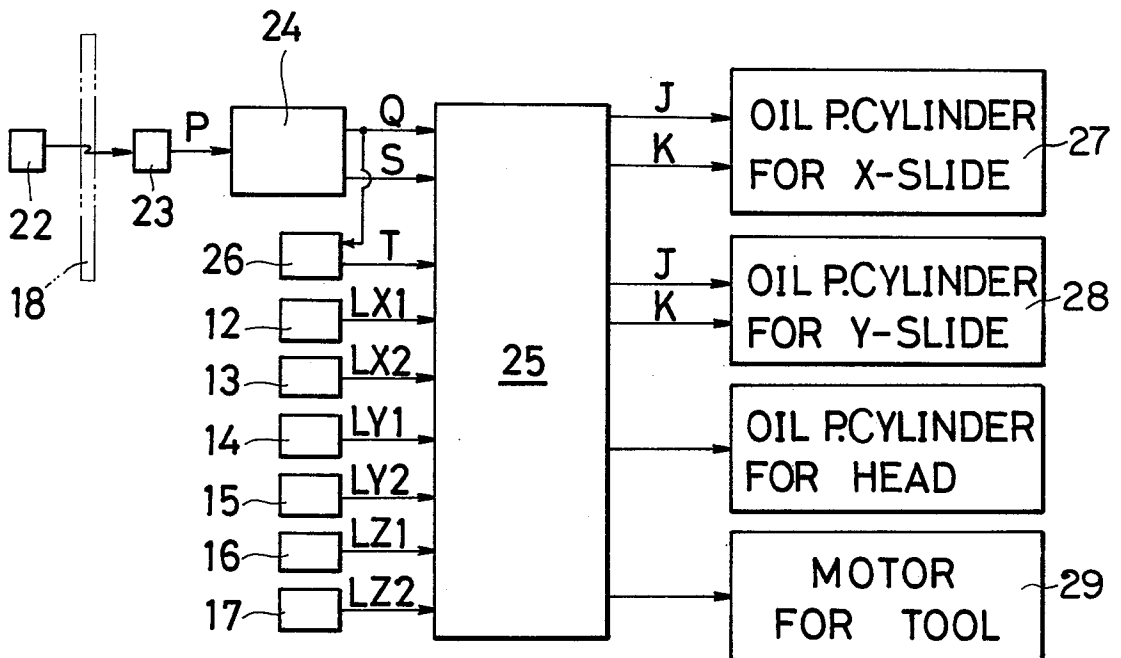 24
P
Q
S
22
23
18
26
T
12
LX1
13
LX2
14
LY1
15
LY2
16
LZ1
17
LZ2
25
J
K
J
K
OIL P.CYLINDER
FOR X-SLIDE
27
OIL P.CYLINDER
FOR Y-SLIDE
28
OIL P.CYLINDER
FOR HEAD
MOTOR
FOR TOOL
29